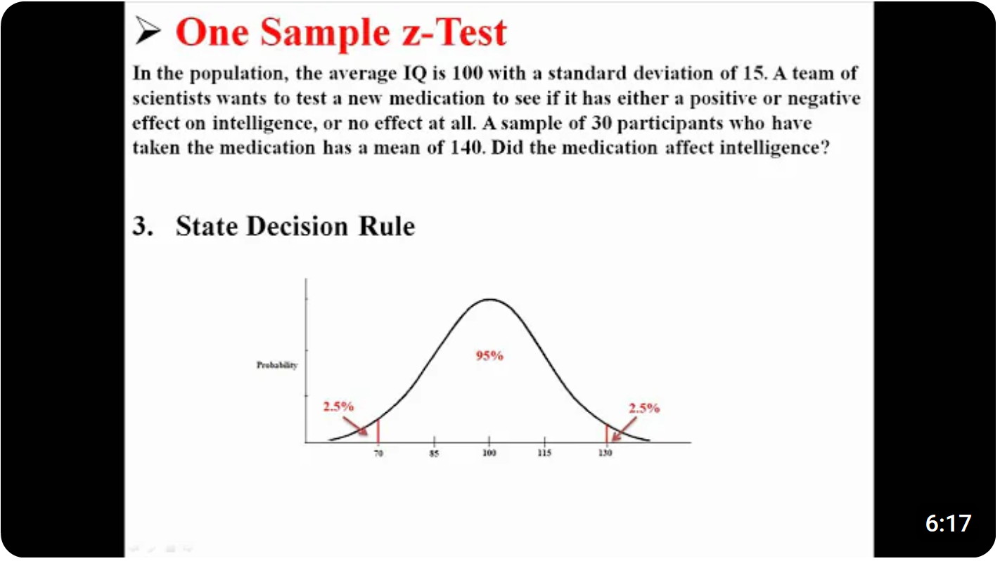 ➢ One Sample z-Test
In the population, the average IQ is 100 with a standard deviation of 15. A team of
scientists wants to test a new medication to see if it has either a positive or negative
effect on intelligence, or no effect at all. A sample of 30 participants who have
taken the medication has a mean of 140. Did the medication affect intelligence?
3. State Decision Rule
95%
Probability
2.5%
2.5%
70 85 100 115 130
6:17